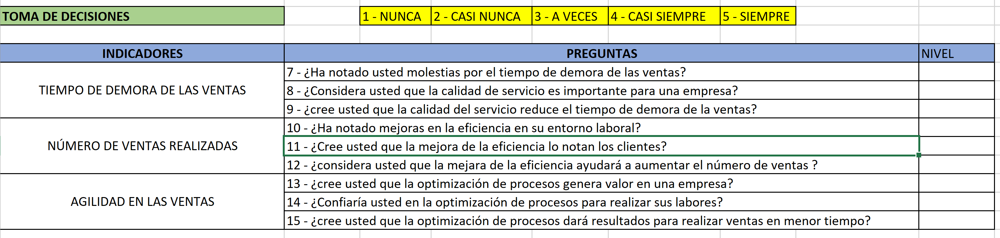 TOMA DE DECISIONES
1 - NUNCA 2 - CASI NUNCA 3 - A VECES 4 - CASI SIEMPRE 5 - SIEMPRE
INDICADORES PREGUNTAS NIVEL
TIEMPO DE DEMORA DE LAS VENTAS
7 - ¿Ha notado usted molestias por el tiempo de demora de las ventas?
8 - ¿Considera usted que la calidad de servicio es importante para una empresa?
9 - ¿cree usted que la calidad del servicio reduce el tiempo de demora de la ventas?
NÚMERO DE VENTAS REALIZADAS
10 - ¿Ha notado mejoras en la eficiencia en su entorno laboral?
11 - ¿Cree usted que la mejora de la eficiencia lo notan los clientes?
12 - ¿considera usted que la mejara de la eficiencia ayudará a aumentar el número de ventas ?
AGILIDAD EN LAS VENTAS
13 - ¿cree usted que la optimización de procesos genera valor en una empresa?
14 - ¿Confiaría usted en la optimización de procesos para realizar sus labores?
15 - ¿cree usted que la optimización de procesos dará resultados para realizar ventas en menor tiempo?